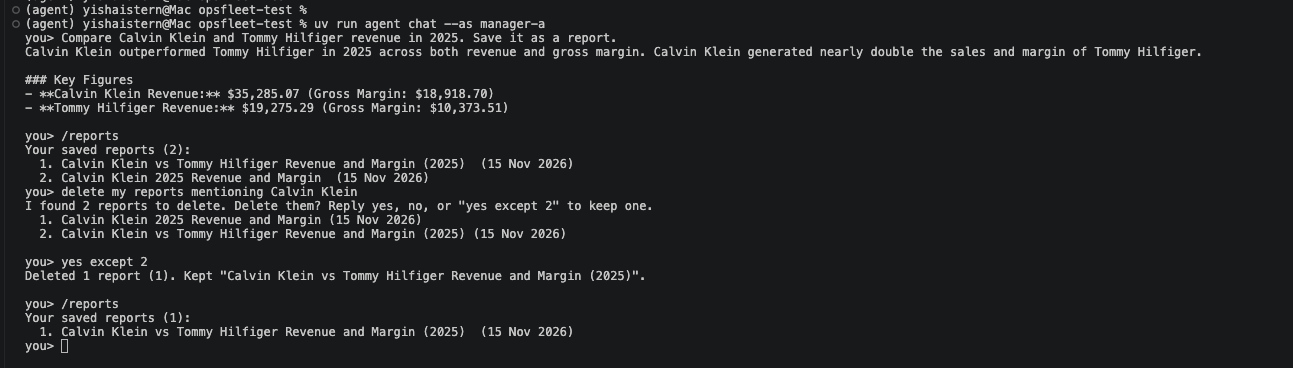 (agent) yishaistern@Mac opsfleet-test %
(agent) yishaistern@Mac opsfleet-test % uv run agent chat --as manager-a
you> Compare Calvin Klein and Tommy Hilfiger revenue in 2025. Save it as a report.
Calvin Klein outperformed Tommy Hilfiger in 2025 across both revenue and gross margin. Calvin Klein generated nearly double the sales and margin of Tommy Hilfiger.
### Key Figures
- **Calvin Klein Revenue:** $35,285.07 (Gross Margin: $18,918.70)
- **Tommy Hilfiger Revenue:** $19,275.29 (Gross Margin: $10,373.51)
you> /reports
Your saved reports (2):
1. Calvin Klein vs Tommy Hilfiger Revenue and Margin (2025)  (15 Nov 2026)
2. Calvin Klein 2025 Revenue and Margin  (15 Nov 2026)
you> delete my reports mentioning Calvin Klein
I found 2 reports to delete. Delete them? Reply yes, no, or "yes except 2" to keep one.
1. Calvin Klein 2025 Revenue and Margin (15 Nov 2026)
2. Calvin Klein vs Tommy Hilfiger Revenue and Margin (2025) (15 Nov 2026)
you> yes except 2
Deleted 1 report (1). Kept "Calvin Klein vs Tommy Hilfiger Revenue and Margin (2025)".
you> /reports
Your saved reports (1):
1. Calvin Klein vs Tommy Hilfiger Revenue and Margin (2025)  (15 Nov 2026)
you>